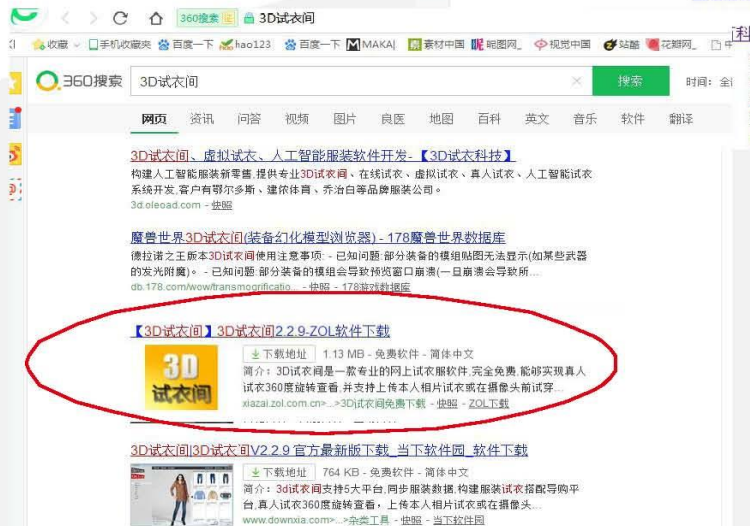 360搜索 证 3D试衣间
科
收藏 手机收藏夹 百度一下 hao123 百度一下 MAKA| 素材中国 昵图网_ 视觉中国 站酷 花瓣网_
360搜索 3D试衣间 搜索 时间:
网页 资讯 问答 视频 图片 良医 地图 百科 英文 音乐 软件 翻译
3D试衣间、虚拟试衣、人工智能服装软件开发-【3D试衣科技】
构建人工智能服装新零售,提供专业3D试衣间、在线试衣、虚拟试衣、真人试衣、人工智能试衣
系统开发,客户有鄂尔多斯、建侬体育、乔治白等品牌服装公司。
3d.oleoad.com - 快照
魔兽世界3D试衣间(装备幻化模型浏览器) - 178魔兽世界数据库
德拉诺之王版本3D试衣间使用注意事项: - 已知问题:部分装备的模组贴图无法显示(如某些武器
的发光附魔)。 - 已知问题:部分装备的模组会导致预览窗口崩溃(一旦崩溃会导致所...
db.178.com/wow/transmogrificatio... - 快照 - 178游戏数据库
【3D试衣间】3D试衣间2.2.9-ZOL软件下载
3D
试衣间
下载地址 1.13 MB - 免费软件 - 简体中文
简介：3D试衣间是一款专业的网上试衣服软件,完全免费,能够实现真人
试衣360度旋转查看,并支持上传本人相片试衣或在摄像头前试穿...
xiazai.zol.com.cn>...>3D试衣间免费下载 - 快照 - ZOL下载
3D试衣间|3D试衣间V2.2.9 官方最新版下载_当下软件园_软件下载
下载地址 764 KB - 免费软件 - 简体中文
简介：3d试衣间支持5大平台,同步服装数据,构建服装试衣搭配导购平
台,真人试衣360度旋转查看，上传本人相片或在摄像头...
www.downxia.com>...>杂类工具 - 快照 - 当下软件园